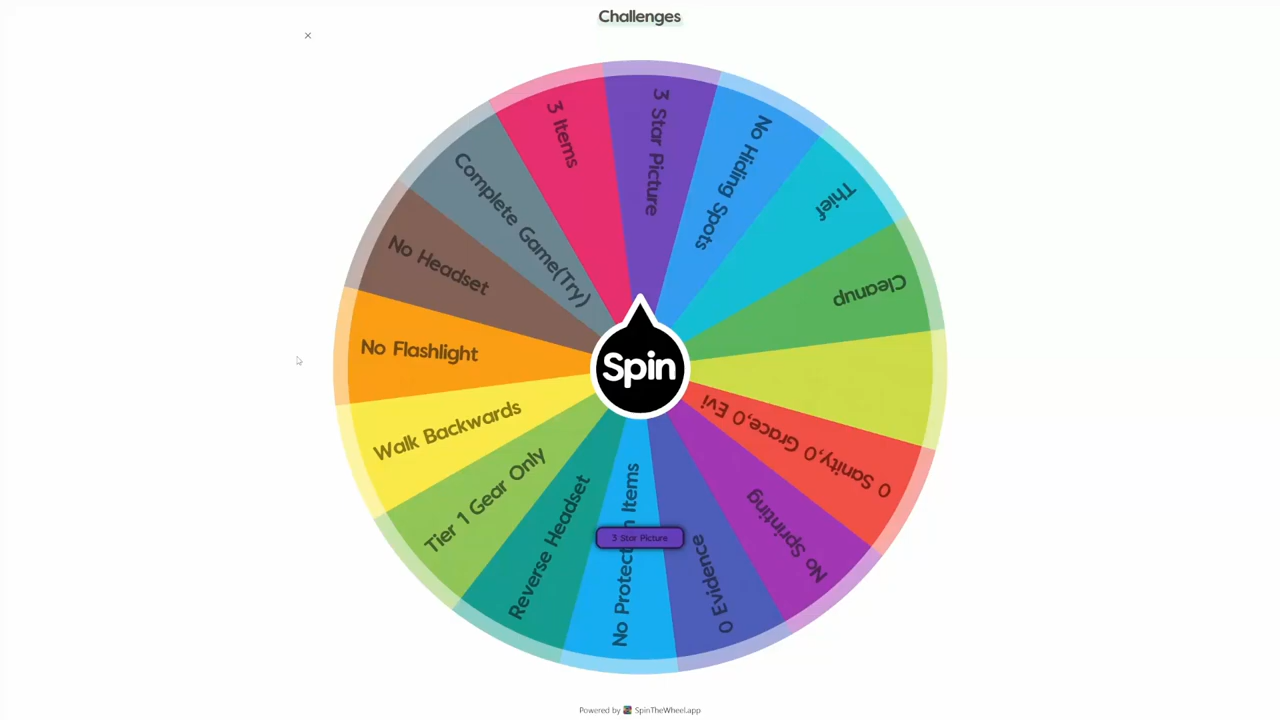 Challenges
3 Star Picture
No Hiding Spots
Thief
Cleanup
0 Sanity,0 Grace,0 Evi
No Sprinting
0 Evidence
No Protect n Items
Reverse Headset
Tier 1 Gear Only
Walk Backwards
No Flashlight
No Headset
Complete Game(Try)
3 Items
Spin
3 Star Picture
Powered by SpinTheWheel.app